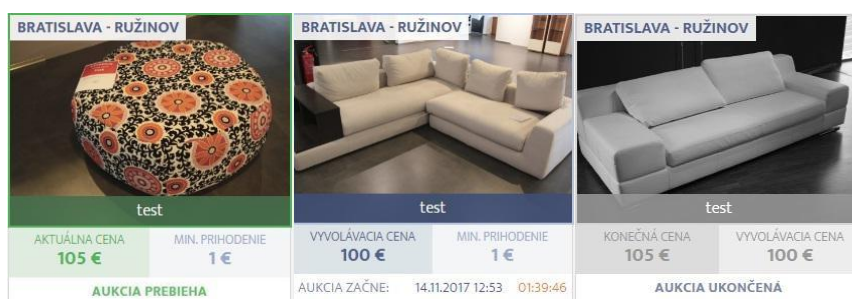 BRATISLAVA - RUŽINOV
test
AKTUÁLNA CENA
105 €
MIN. PRIHODENIE
1 €
AUKCIA PREBIEHA
BRATISLAVA - RUŽINOV
test
VYVOLÁVACIA CENA
100 €
MIN. PRIHODENIE
1 €
AUKCIA ZAČNE: 14.11.2017 12:53 01:39:46
BRATISLAVA - RUŽINOV
test
KONEČNÁ CENA
105 €
VYVOLÁVACIA CENA
100 €
AUKCIA UKONČENÁ